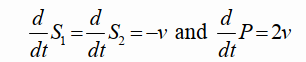 d/dt S₁ = d/dt S₂ = −v and d/dt P = 2v